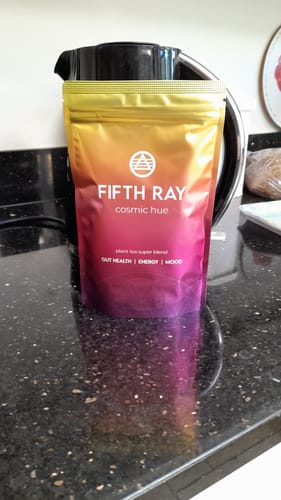 FIFTH RAY
cosmic hue
plant tea super blend
GUT HEALTH | ENERGY | MOOD